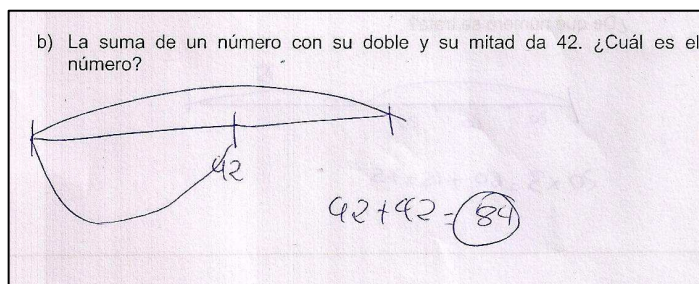 b) La suma de un número con su doble y su mitad da 42. ¿Cuál es el
número?
42
42+42=84